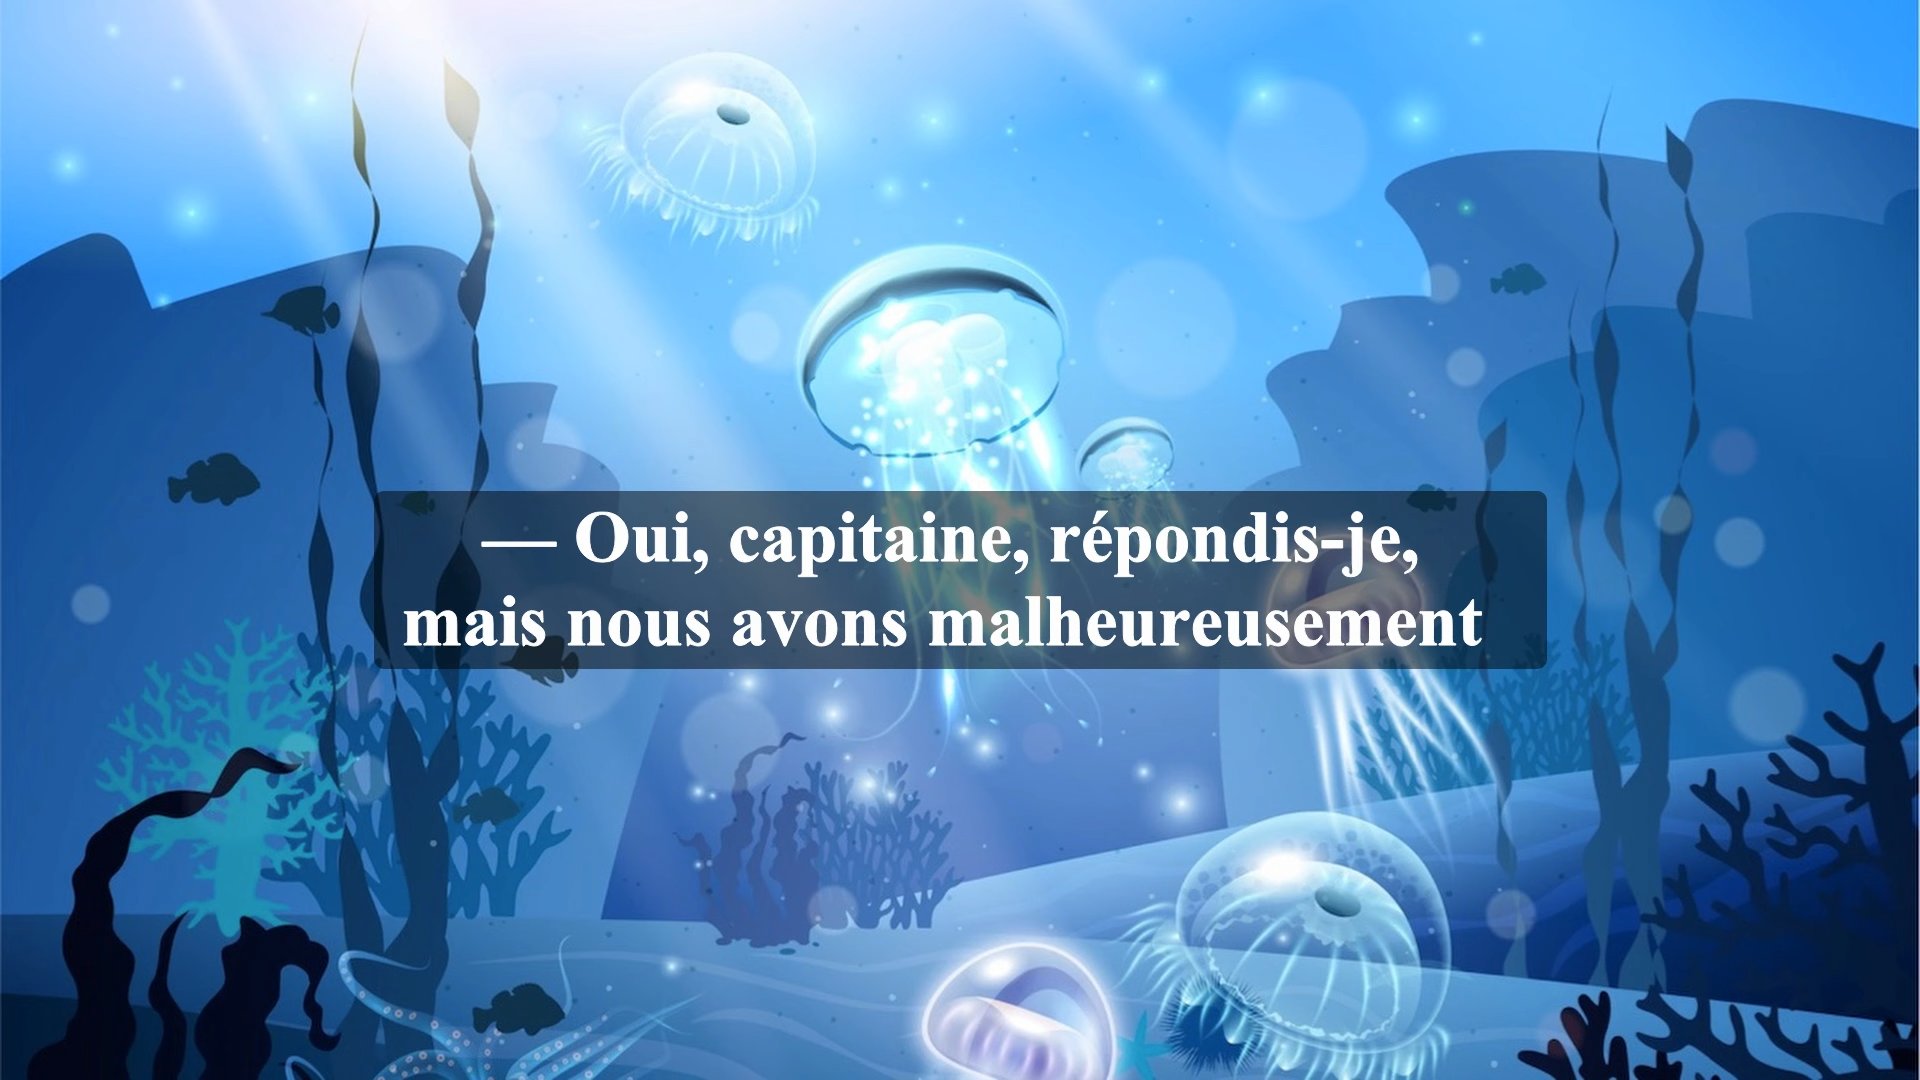 — Oui, capitaine, répondis-je,
mais nous avons malheureusement